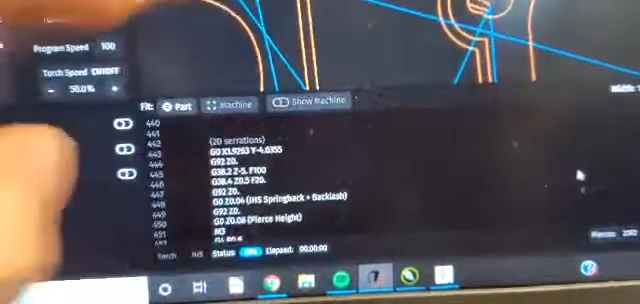 Program Speed 100
Torch Speed CUTOFF
- 50.0% +
Fit: Part Machine Show Machine
440
441
442 (20 serrations)
443 G0 X1.9263 Y-4.6355
444 G92 Z0.
445 G38.2 Z-5. F100
446 G38.4 Z0.5 F20.
447 G92 Z0.
448 G0 Z0.04 (IHS Springback + Backlash)
449 G92 Z0.
450 G0 Z0.08 (Pierce Height)
451 M3
Torch IHS Status: Elapsed: 00:00:00